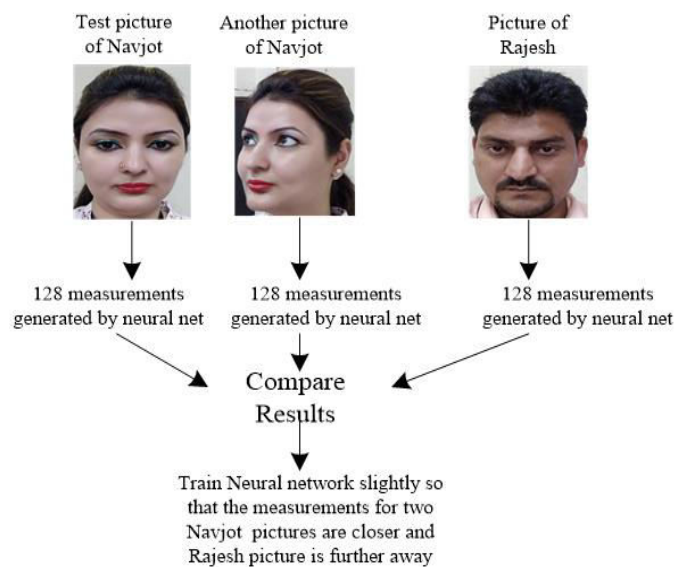 Test picture
of Navjot
Another picture
of Navjot
Picture of
Rajesh
128 measurements
generated by neural net
128 measurements
generated by neural net
128 measurements
generated by neural net
Compare
Results
Train Neural network slightly so
that the measurements for two
Navjot pictures are closer and
Rajesh picture is further away